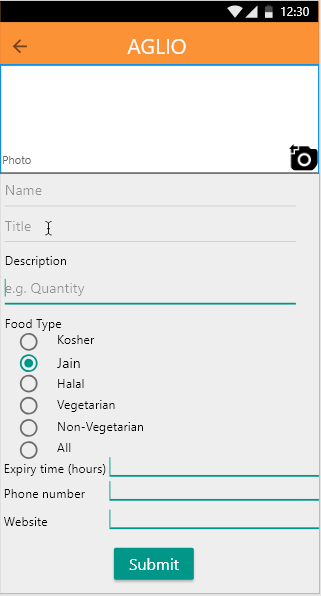 12:30
AGLIO
Photo
Name
Title
Description
e.g. Quantity
Food Type
Kosher
Jain
Halal
Vegetarian
Non-Vegetarian
All
Expiry time (hours)
Phone number
Website
Submit